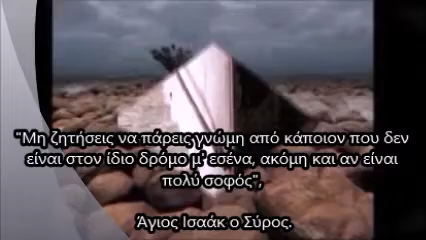 "Μη ζητήσεις να πάρεις γνώμη από κάποιον που δεν
είναι στον ίδιο δρόμο μ' εσένα, ακόμη και αν είναι
πολύ σοφός",
Άγιος Ισαάκ ο Σύρος.